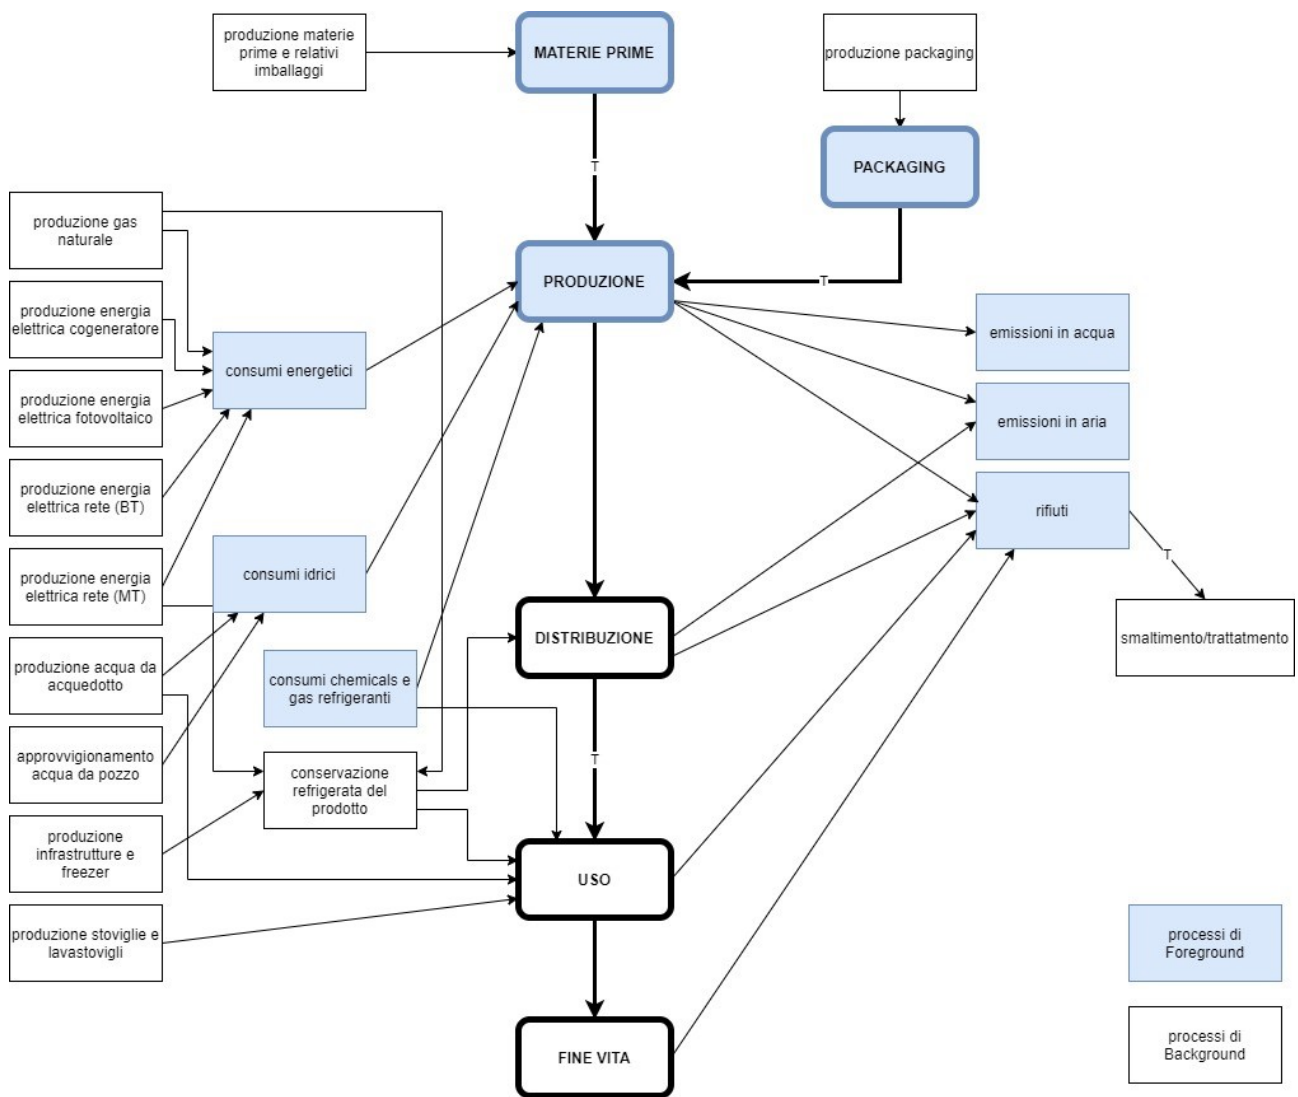 produzione materie
prime e relativi
imballaggi
MATERIE PRIME
produzione packaging
T
PACKAGING
produzione gas
naturale
PRODUZIONE
T
produzione energia
elettrica cogeneratore
consumi energetici
emissioni in acqua
produzione energia
elettrica fotovoltaico
emissioni in aria
produzione energia
elettrica rete (BT)
rifiuti
produzione energia
elettrica rete (MT)
consumi idrici
T
DISTRIBUZIONE
smaltimento/trattatmento
produzione acqua da
acquedotto
consumi chemicals e
gas refrigeranti
approvvigionamento
acqua da pozzo
conservazione
refrigerata del
prodotto
T
produzione
infrastrutture e
freezer
USO
produzione stoviglie e
lavastovigli
processi di
Foreground
FINE VITA
processi di
Background